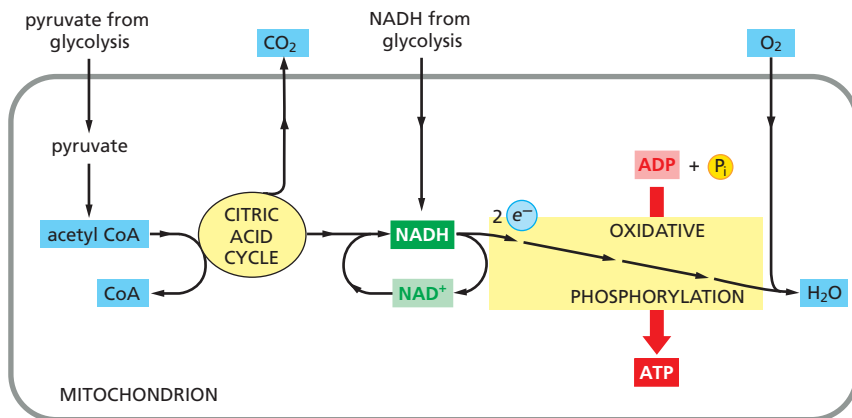 pyruvate from
glycolysis
CO₂
NADH from
glycolysis
O₂
pyruvate
ADP + Pᵢ
acetyl CoA
CITRIC
ACID
CYCLE
NADH
2 e⁻
OXIDATIVE
CoA
NAD⁺
PHOSPHORYLATION
H₂O
ATP
MITOCHONDRION